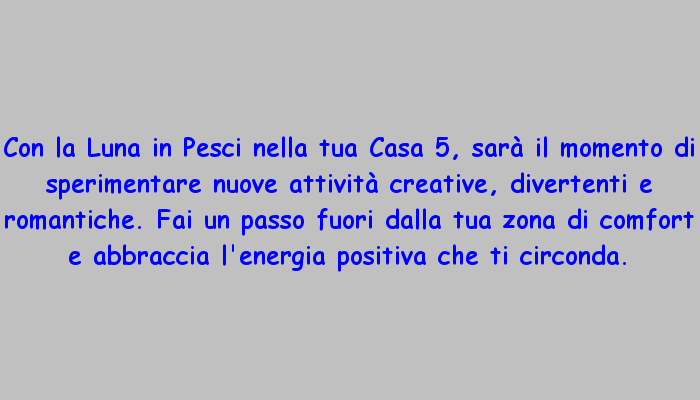 Con la Luna in Pesci nella tua Casa 5, sarà il momento di
sperimentare nuove attività creative, divertenti e
romantiche. Fai un passo fuori dalla tua zona di comfort
e abbraccia l'energia positiva che ti circonda.